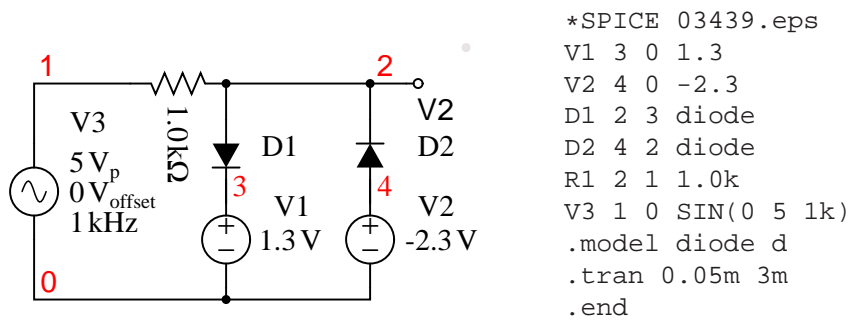 1
2
V2
V3
5 Vp
0 Voffset
1 kHz
1.0kΩ
D1
D2
3
4
V1
1.3 V
V2
-2.3 V
0
*SPICE 03439.eps
V1 3 0 1.3
V2 4 0 -2.3
D1 2 3 diode
D2 4 2 diode
R1 2 1 1.0k
V3 1 0 SIN(0 5 1k)
.model diode d
.tran 0.05m 3m
.end